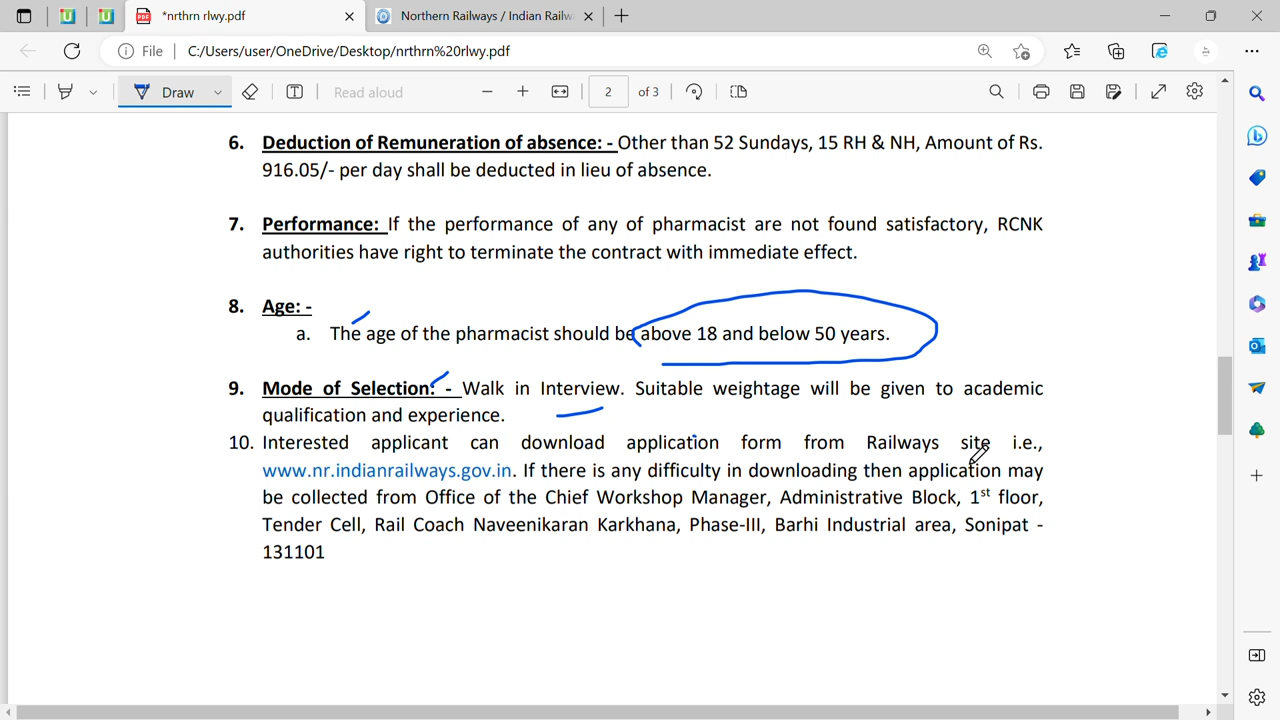 *nrthrn rlwy.pdf
Northern Railways / Indian Railw
File
C:/Users/user/OneDrive/Desktop/nrthrn%20rlwy.pdf
Draw
Read aloud
2 of 3
6. Deduction of Remuneration of absence: - Other than 52 Sundays, 15 RH & NH, Amount of Rs.
916.05/- per day shall be deducted in lieu of absence.
7. Performance: If the performance of any of pharmacist are not found satisfactory, RCNK
authorities have right to terminate the contract with immediate effect.
8. Age: -
a. The age of the pharmacist should be above 18 and below 50 years.
9. Mode of Selection: - Walk in Interview. Suitable weightage will be given to academic
qualification and experience.
10. Interested applicant can download application form from Railways site i.e.,
www.nr.indianrailways.gov.in. If there is any difficulty in downloading then application may
be collected from Office of the Chief Workshop Manager, Administrative Block, 1st floor,
Tender Cell, Rail Coach Naveenikaran Karkhana, Phase-III, Barhi Industrial area, Sonipat -
131101